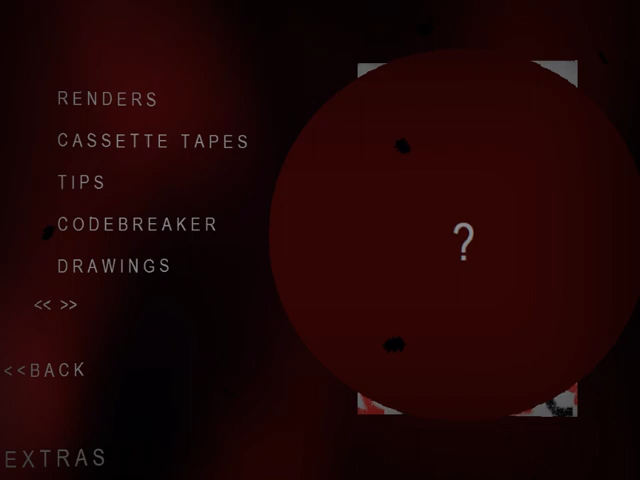 RENDERS
CASSETTE TAPES
TIPS
CODEBREAKER
DRAWINGS
<< >>
<<BACK
EXTRAS
?